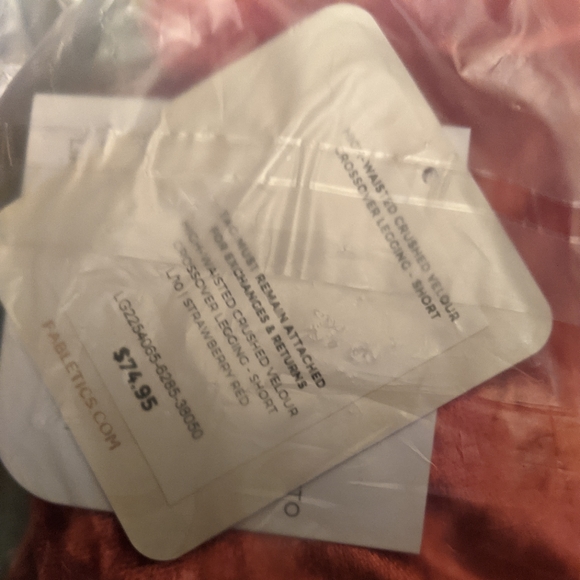 HIGH-WAISTED CRUSHED VELOUR
CROSSOVER LEGGING - SHORT
TAG MUST REMAIN ATTACHED
FOR EXCHANGES & RETURNS
HIGH-WAISTED CRUSHED VELOUR
CROSSOVER LEGGING - SHORT
STRAWBERRY RED
LG2254065-6285-38050
$74.95
FABLETICS.COM
TO